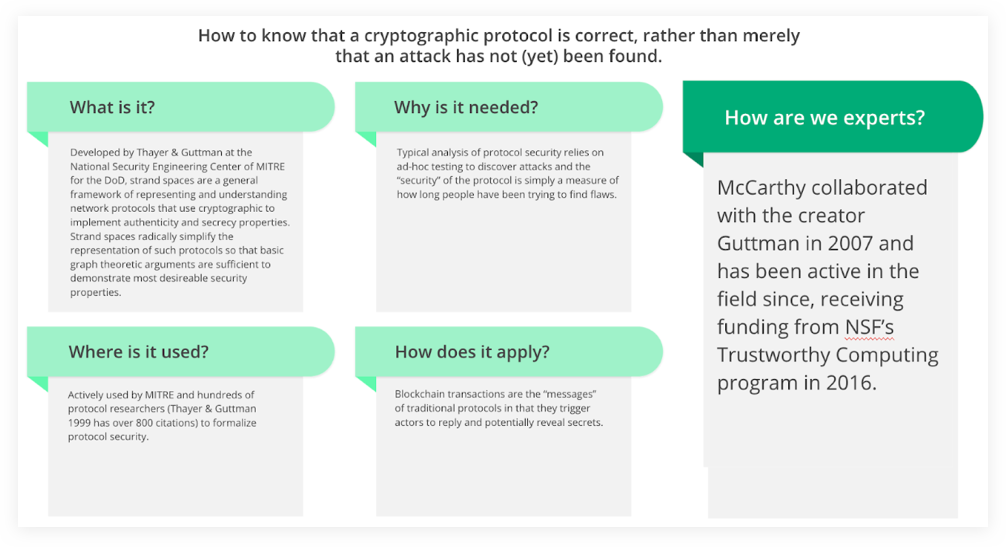 How to know that a cryptographic protocol is correct, rather than merely
that an attack has not (yet) been found.
What is it?
Developed by Thayer & Guttman at the
National Security Engineering Center of MITRE
for the DoD, strand spaces are a general
framework of representing and understanding
network protocols that use cryptographic to
implement authenticity and secrecy properties.
Strand spaces radically simplify the
representation of such protocols so that basic
graph theoretic arguments are sufficient to
demonstrate most desireable security
properties.
Why is it needed?
Typical analysis of protocol security relies on
ad-hoc testing to discover attacks and the
“security” of the protocol is simply a measure of
how long people have been trying to find flaws.
How are we experts?
McCarthy collaborated
with the creator
Guttman in 2007 and
has been active in the
field since, receiving
funding from NSF’s
Trustworthy Computing
program in 2016.
Where is it used?
Actively used by MITRE and hundreds of
protocol researchers (Thayer & Guttman
1999 has over 800 citations) to formalize
protocol security.
How does it apply?
Blockchain transactions are the “messages”
of traditional protocols in that they trigger
actors to reply and potentially reveal secrets.